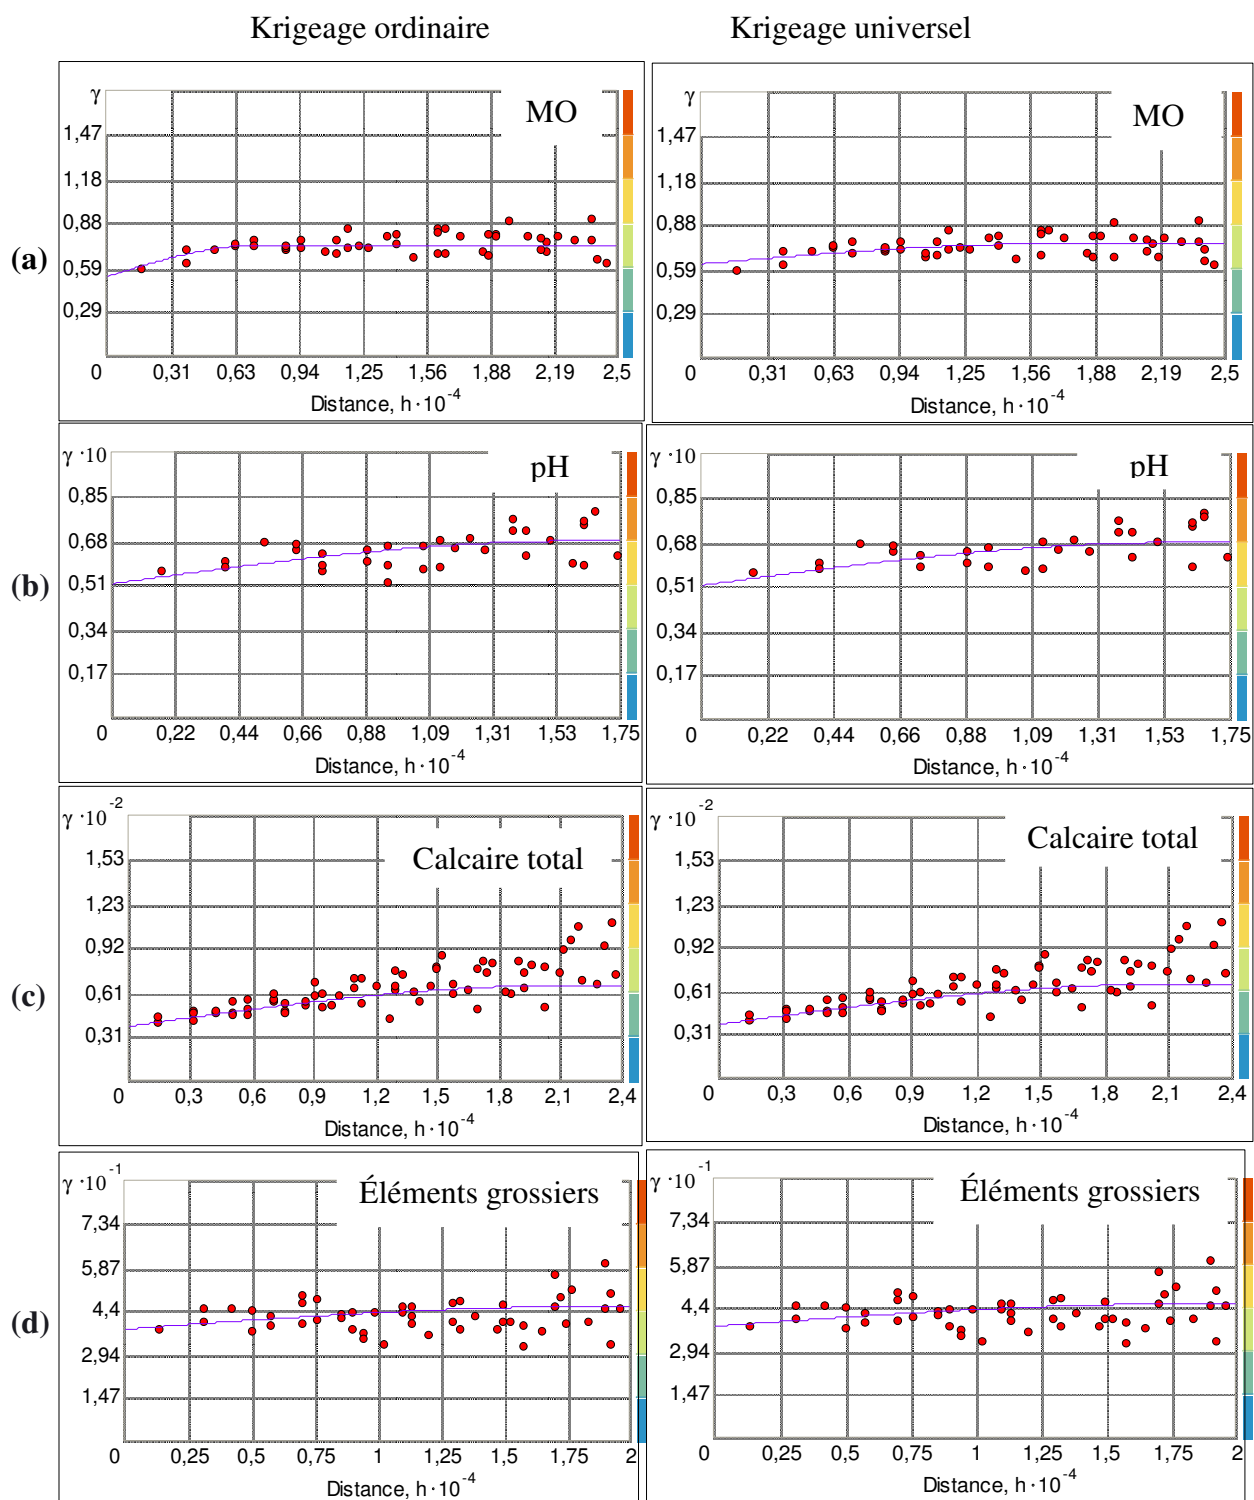 Krigeage ordinaire
Krigeage universel
(a)
γ
MO
1,47
1,18
0,88
0,59
0,29
0 0,31 0,63 0,94 1,25 1,56 1,88 2,19 2,5
Distance, h·10⁻⁴
MO
1,47
1,18
0,88
0,59
0,29
0 0,31 0,63 0,94 1,25 1,56 1,88 2,19 2,5
Distance, h·10⁻⁴
(b)
γ·10
pH
0,85
0,68
0,51
0,34
0,17
0 0,22 0,44 0,66 0,88 1,09 1,31 1,53 1,75
Distance, h·10⁻⁴
γ·10
pH
0,85
0,68
0,51
0,34
0,17
0 0,22 0,44 0,66 0,88 1,09 1,31 1,53 1,75
Distance, h·10⁻⁴
(c)
γ·10⁻²
Calcaire total
1,53
1,23
0,92
0,61
0,31
0 0,3 0,6 0,9 1,2 1,5 1,8 2,1 2,4
Distance, h·10⁻⁴
γ·10⁻²
Calcaire total
1,53
1,23
0,92
0,61
0,31
0 0,3 0,6 0,9 1,2 1,5 1,8 2,1 2,4
Distance, h·10⁻⁴
(d)
γ·10⁻¹
Éléments grossiers
7,34
5,87
4,4
2,94
1,47
0 0,25 0,5 0,75 1 1,25 1,5 1,75 2
Distance, h·10⁻⁴
γ·10⁻¹
Éléments grossiers
7,34
5,87
4,4
2,94
1,47
0 0,25 0,5 0,75 1 1,25 1,5 1,75 2
Distance, h·10⁻⁴